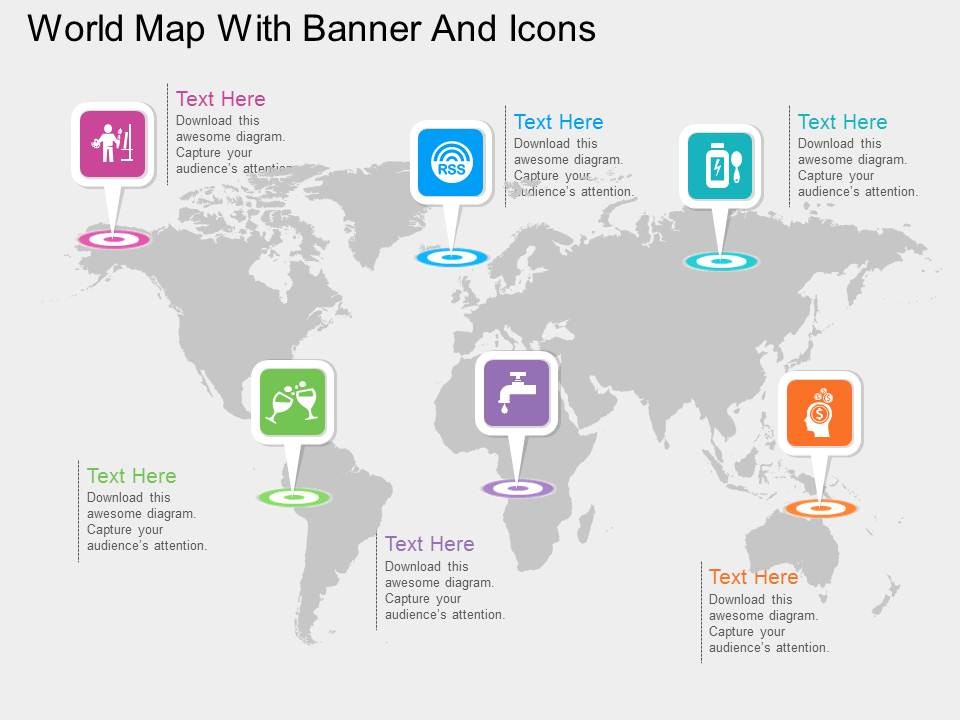 World Map With Banner And Icons
Text Here
Download this
awesome diagram.
Capture your
audience's attention.
RSS
Text Here
Download this
awesome diagram.
Capture your
audience's attention.
Text Here
Download this
awesome diagram.
Capture your
audience's attention.
$
$
$
$
Text Here
Download this
awesome diagram.
Capture your
audience's attention.
Text Here
Download this
awesome diagram.
Capture your
audience's attention.
Text Here
Download this
awesome diagram.
Capture your
audience's attention.